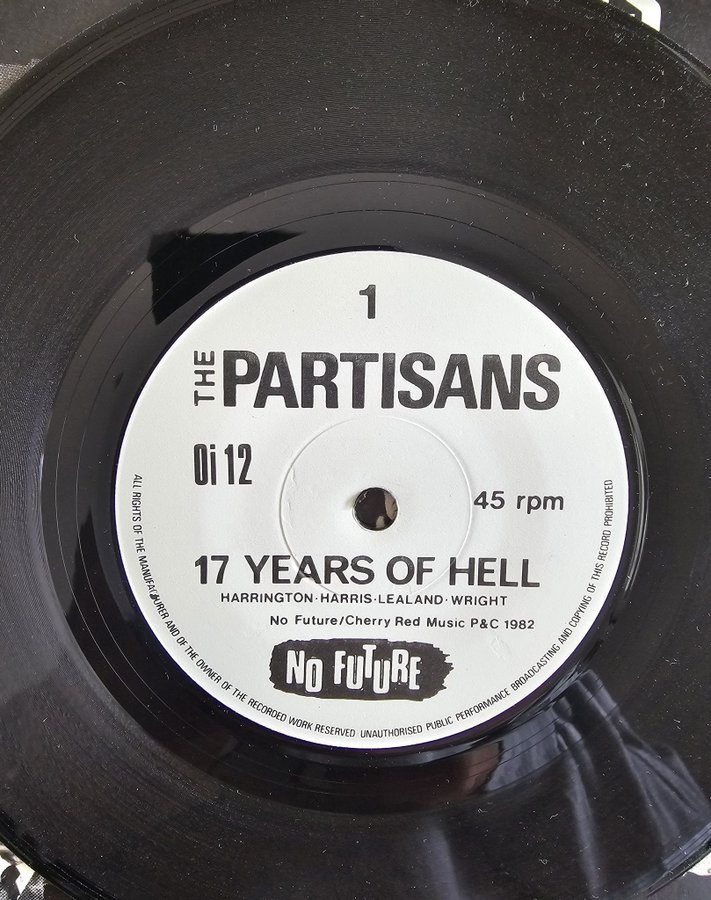 1
THE PARTISANS
Oi 12
45 rpm
17 YEARS OF HELL
HARRINGTON·HARRIS·LEALAND·WRIGHT
No Future/Cherry Red Music P&C 1982
NO FUTURE
ALL RIGHTS OF THE MANUFACTURER AND OF THE OWNER OF THE RECORDED WORK RESERVED UNAUTHORISED PUBLIC PERFORMANCE BROADCASTING AND COPYING OF THIS RECORD PROHIBITED